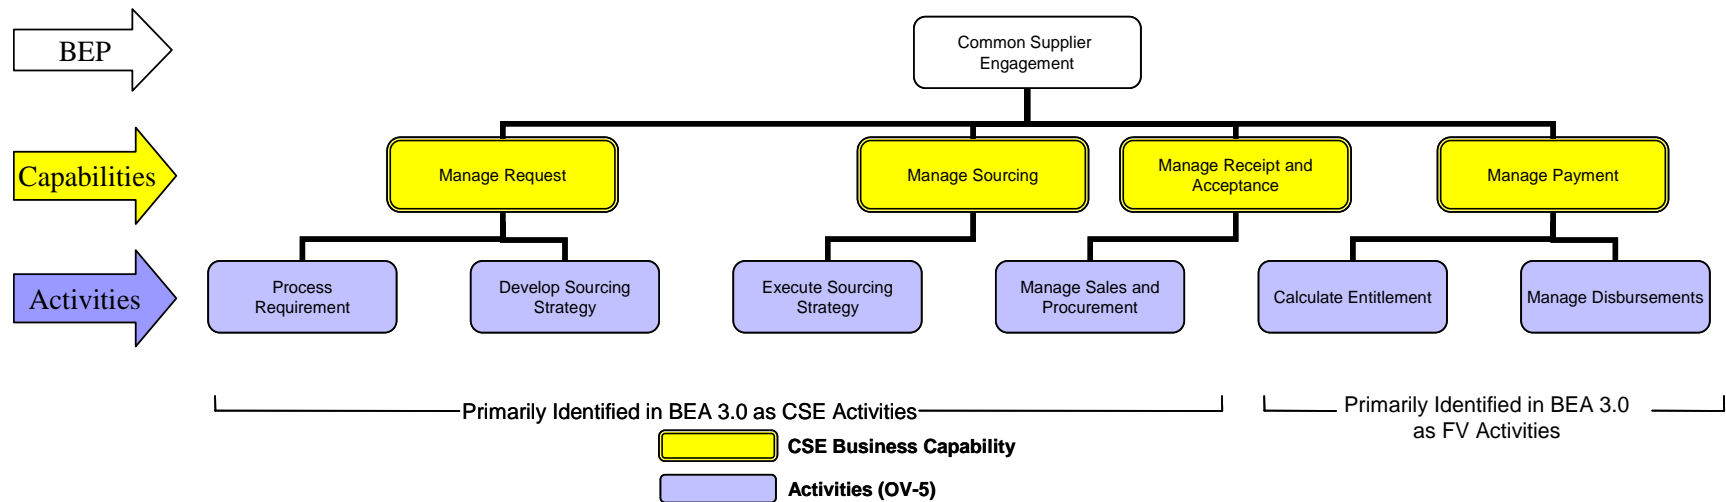 BEP
Common Supplier
Engagement
Capabilities
Manage Request
Manage Sourcing
Manage Receipt and
Acceptance
Manage Payment
Activities
Process
Requirement
Develop Sourcing
Strategy
Execute Sourcing
Strategy
Manage Sales and
Procurement
Calculate Entitlement
Manage Disbursements
Primarily Identified in BEA 3.0 as CSE Activities
Primarily Identified in BEA 3.0
as FV Activities
CSE Business Capability
Activities (OV-5)